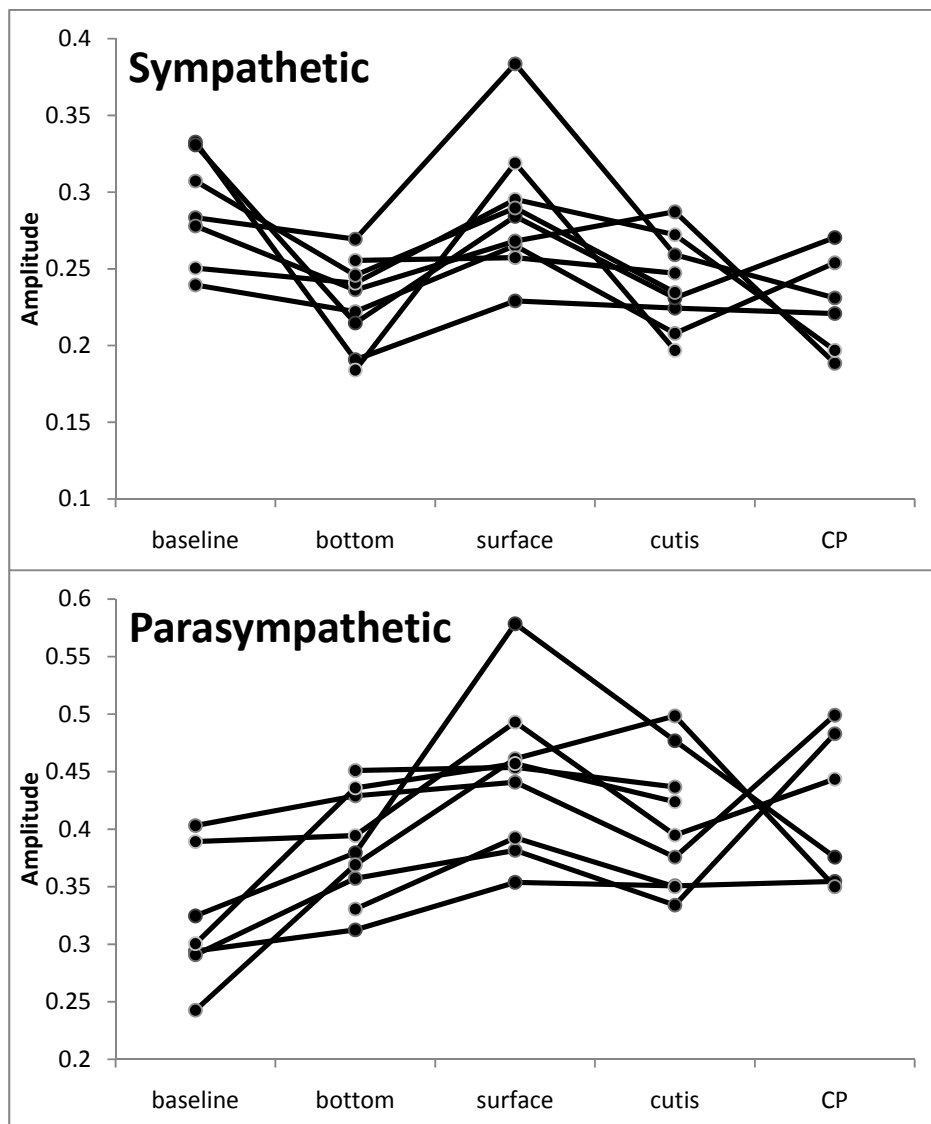 Sympathetic
Amplitude
0.4
0.35
0.3
0.25
0.2
0.15
0.1
baseline bottom surface cutis CP
Parasympathetic
Amplitude
0.6
0.55
0.5
0.45
0.4
0.35
0.3
0.25
0.2
baseline bottom surface cutis CP